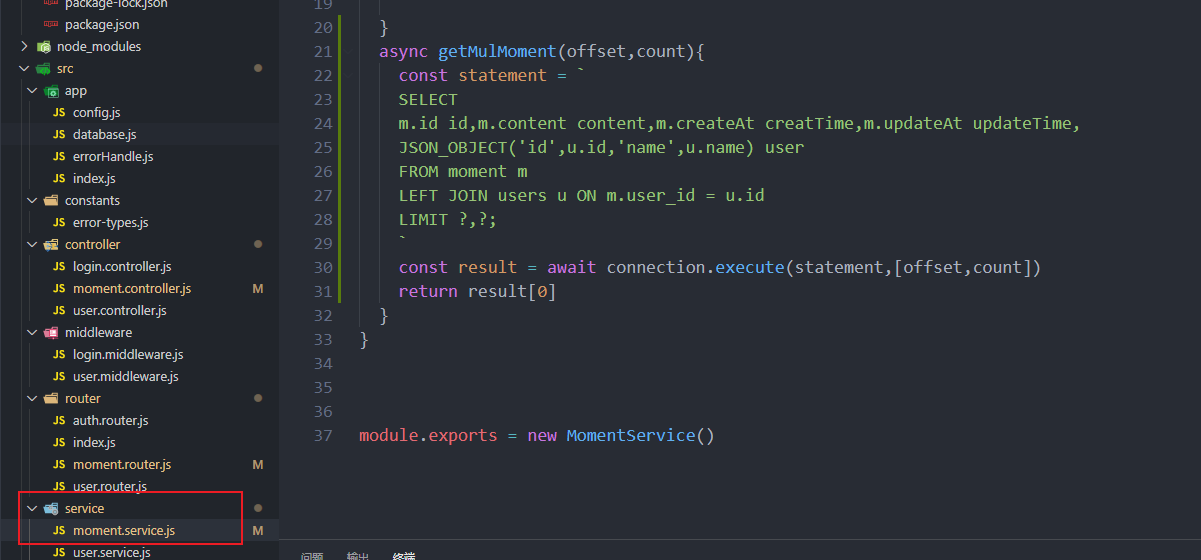 package-lock.json
package.json
node_modules
src
app
JS config.js
JS database.js
JS errorHandle.js
JS index.js
constants
JS error-types.js
controller
JS login.controller.js
JS moment.controller.js M
JS user.controller.js
middleware
JS login.middleware.js
JS user.middleware.js
router
JS auth.router.js
JS index.js
JS moment.router.js M
JS user.router.js
service
JS moment.service.js M
JS user.service.js
19
20 }
21 async getMulMoment(offset,count){
22 const statement = `
23 SELECT
24 m.id id,m.content content,m.createAt creatTime,m.updateAt updateTime,
25 JSON_OBJECT('id',u.id,'name',u.name) user
26 FROM moment m
27 LEFT JOIN users u ON m.user_id = u.id
28 LIMIT ?,?;
29 `
30 const result = await connection.execute(statement,[offset,count])
31 return result[0]
32 }
33 }
34
35
36
37 module.exports = new MomentService()
问题 输出 终端